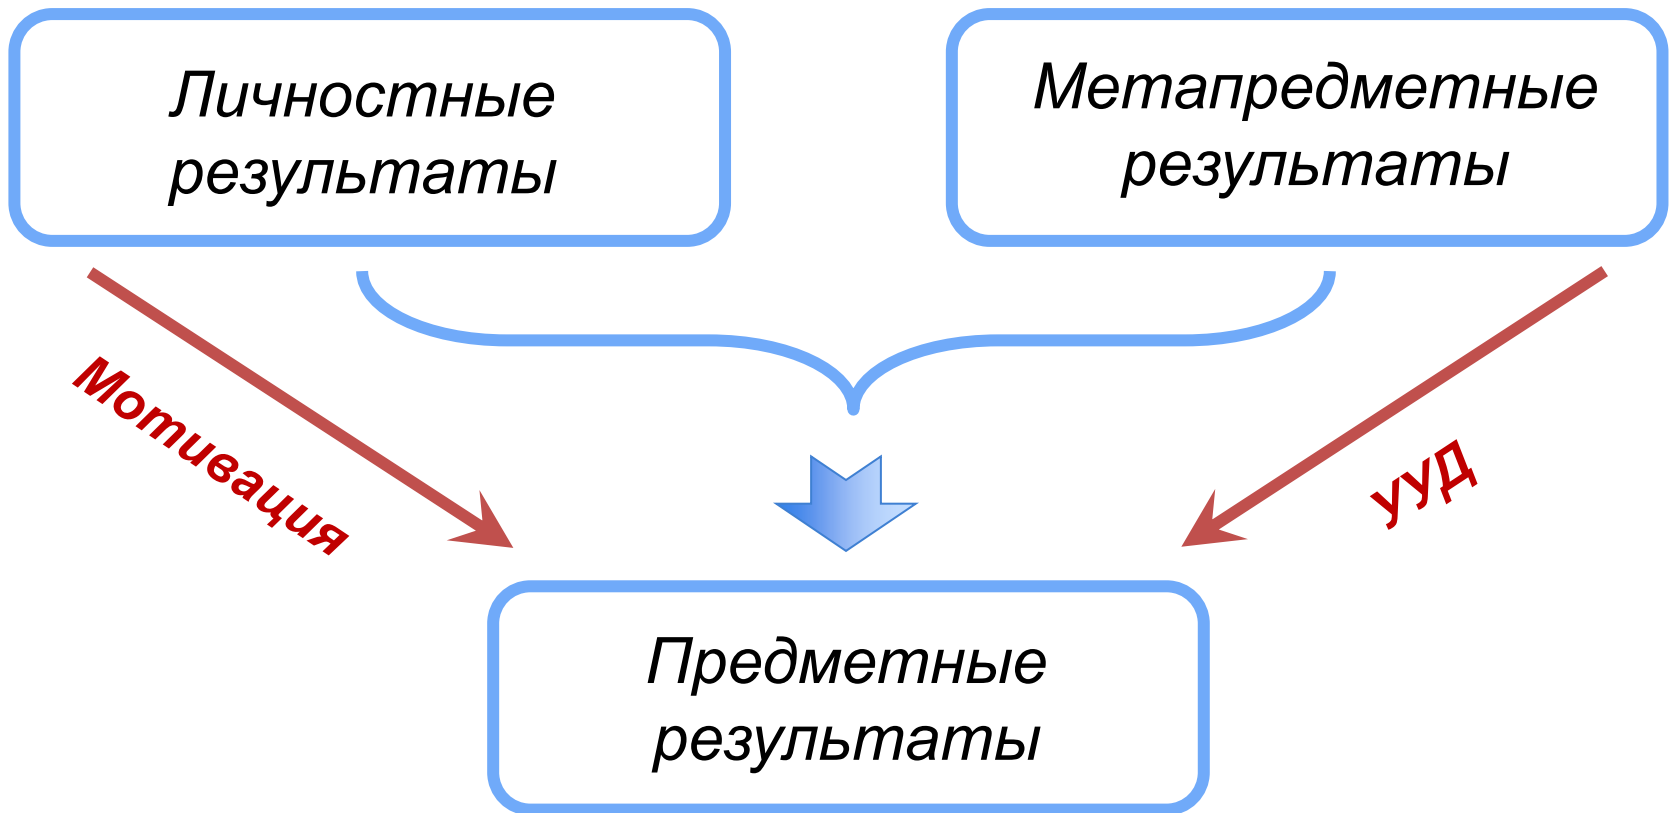 Личностные
результаты
Метапредметные
результаты
Мотивация
УУД
Предметные
результаты